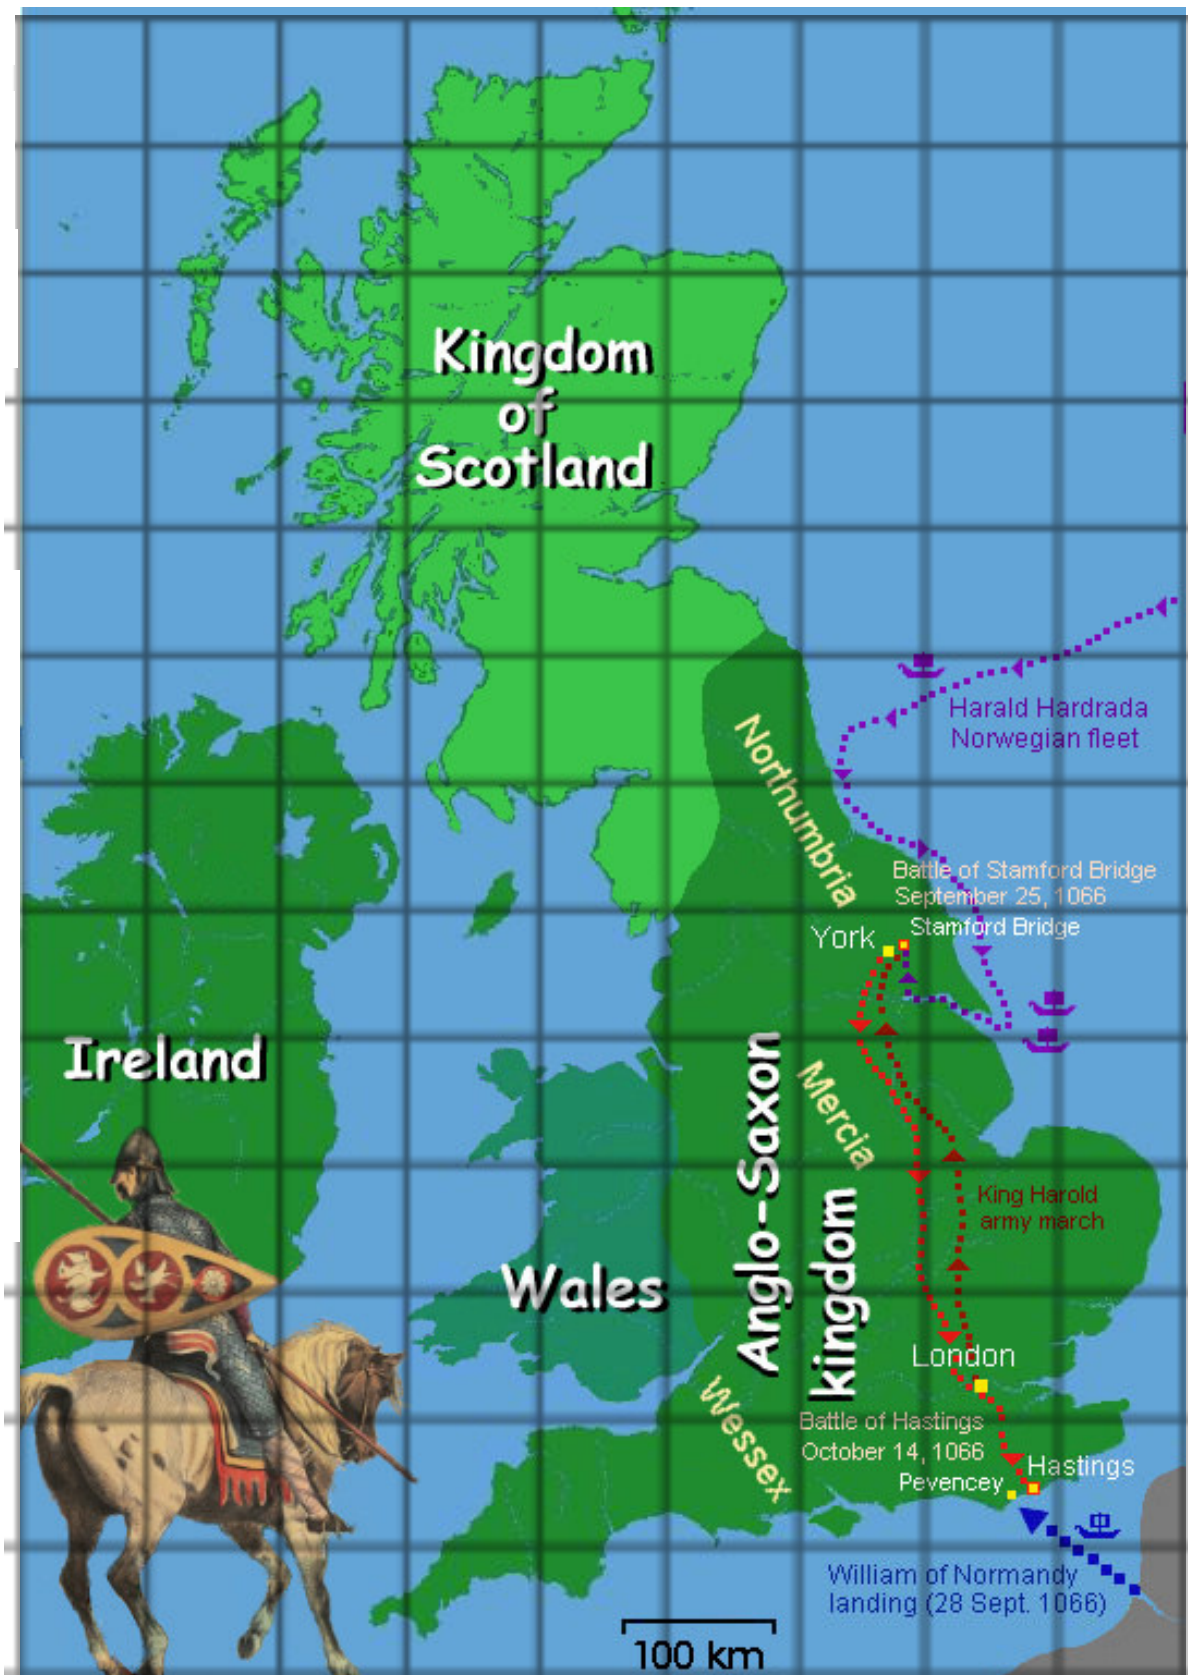 Kingdom
of
Scotland
Harald Hardrada
Norwegian fleet
Northumbria
Battle of Stamford Bridge
September 25, 1066
Stamford Bridge
York
Ireland
Mercia
Anglo-Saxon
kingdom
King Harold
army march
Wales
London
Wessex
Battle of Hastings
October 14, 1066
Hastings
Pevencey
William of Normandy
landing (28 Sept. 1066)
100 km